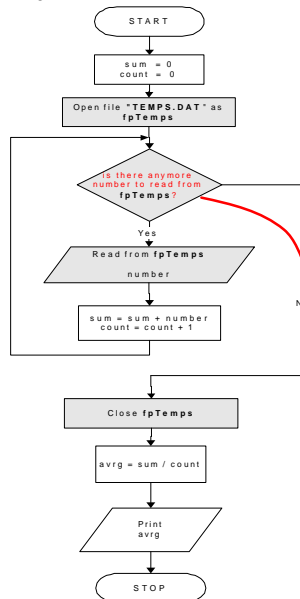 START
sum = 0
count = 0
Open file "TEMPS.DAT" as
fpTemps
is there anymore
number to read from
fpTemps?
Yes
N
Read from fpTemps
number
sum = sum + number
count = count + 1
Close fpTemps
avrg = sum / count
Print
avrg
STOP